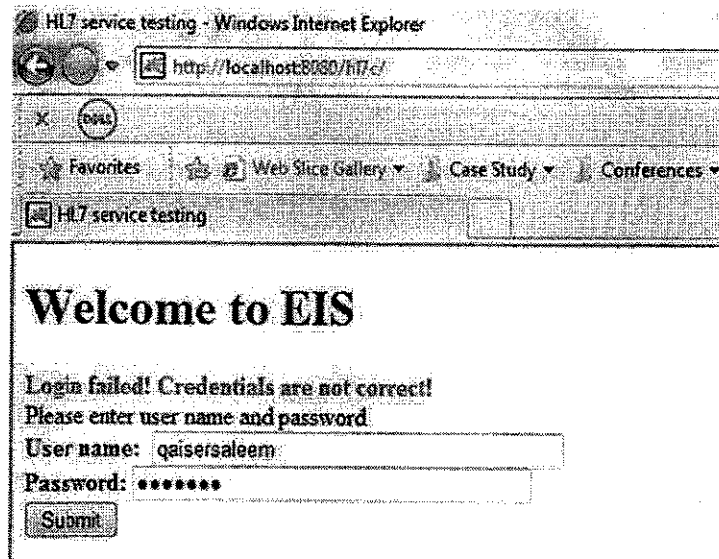 HL7 service testing - Windows Internet Explorer
http://localhost:8080/hl7c/
X DELL
Favorites Web Slice Gallery Case Study Conferences
HL7 service testing
Welcome to EIS
Login failed! Credentials are not correct!
Please enter user name and password
User name: qaisersaleem
Password: •••••••
Submit